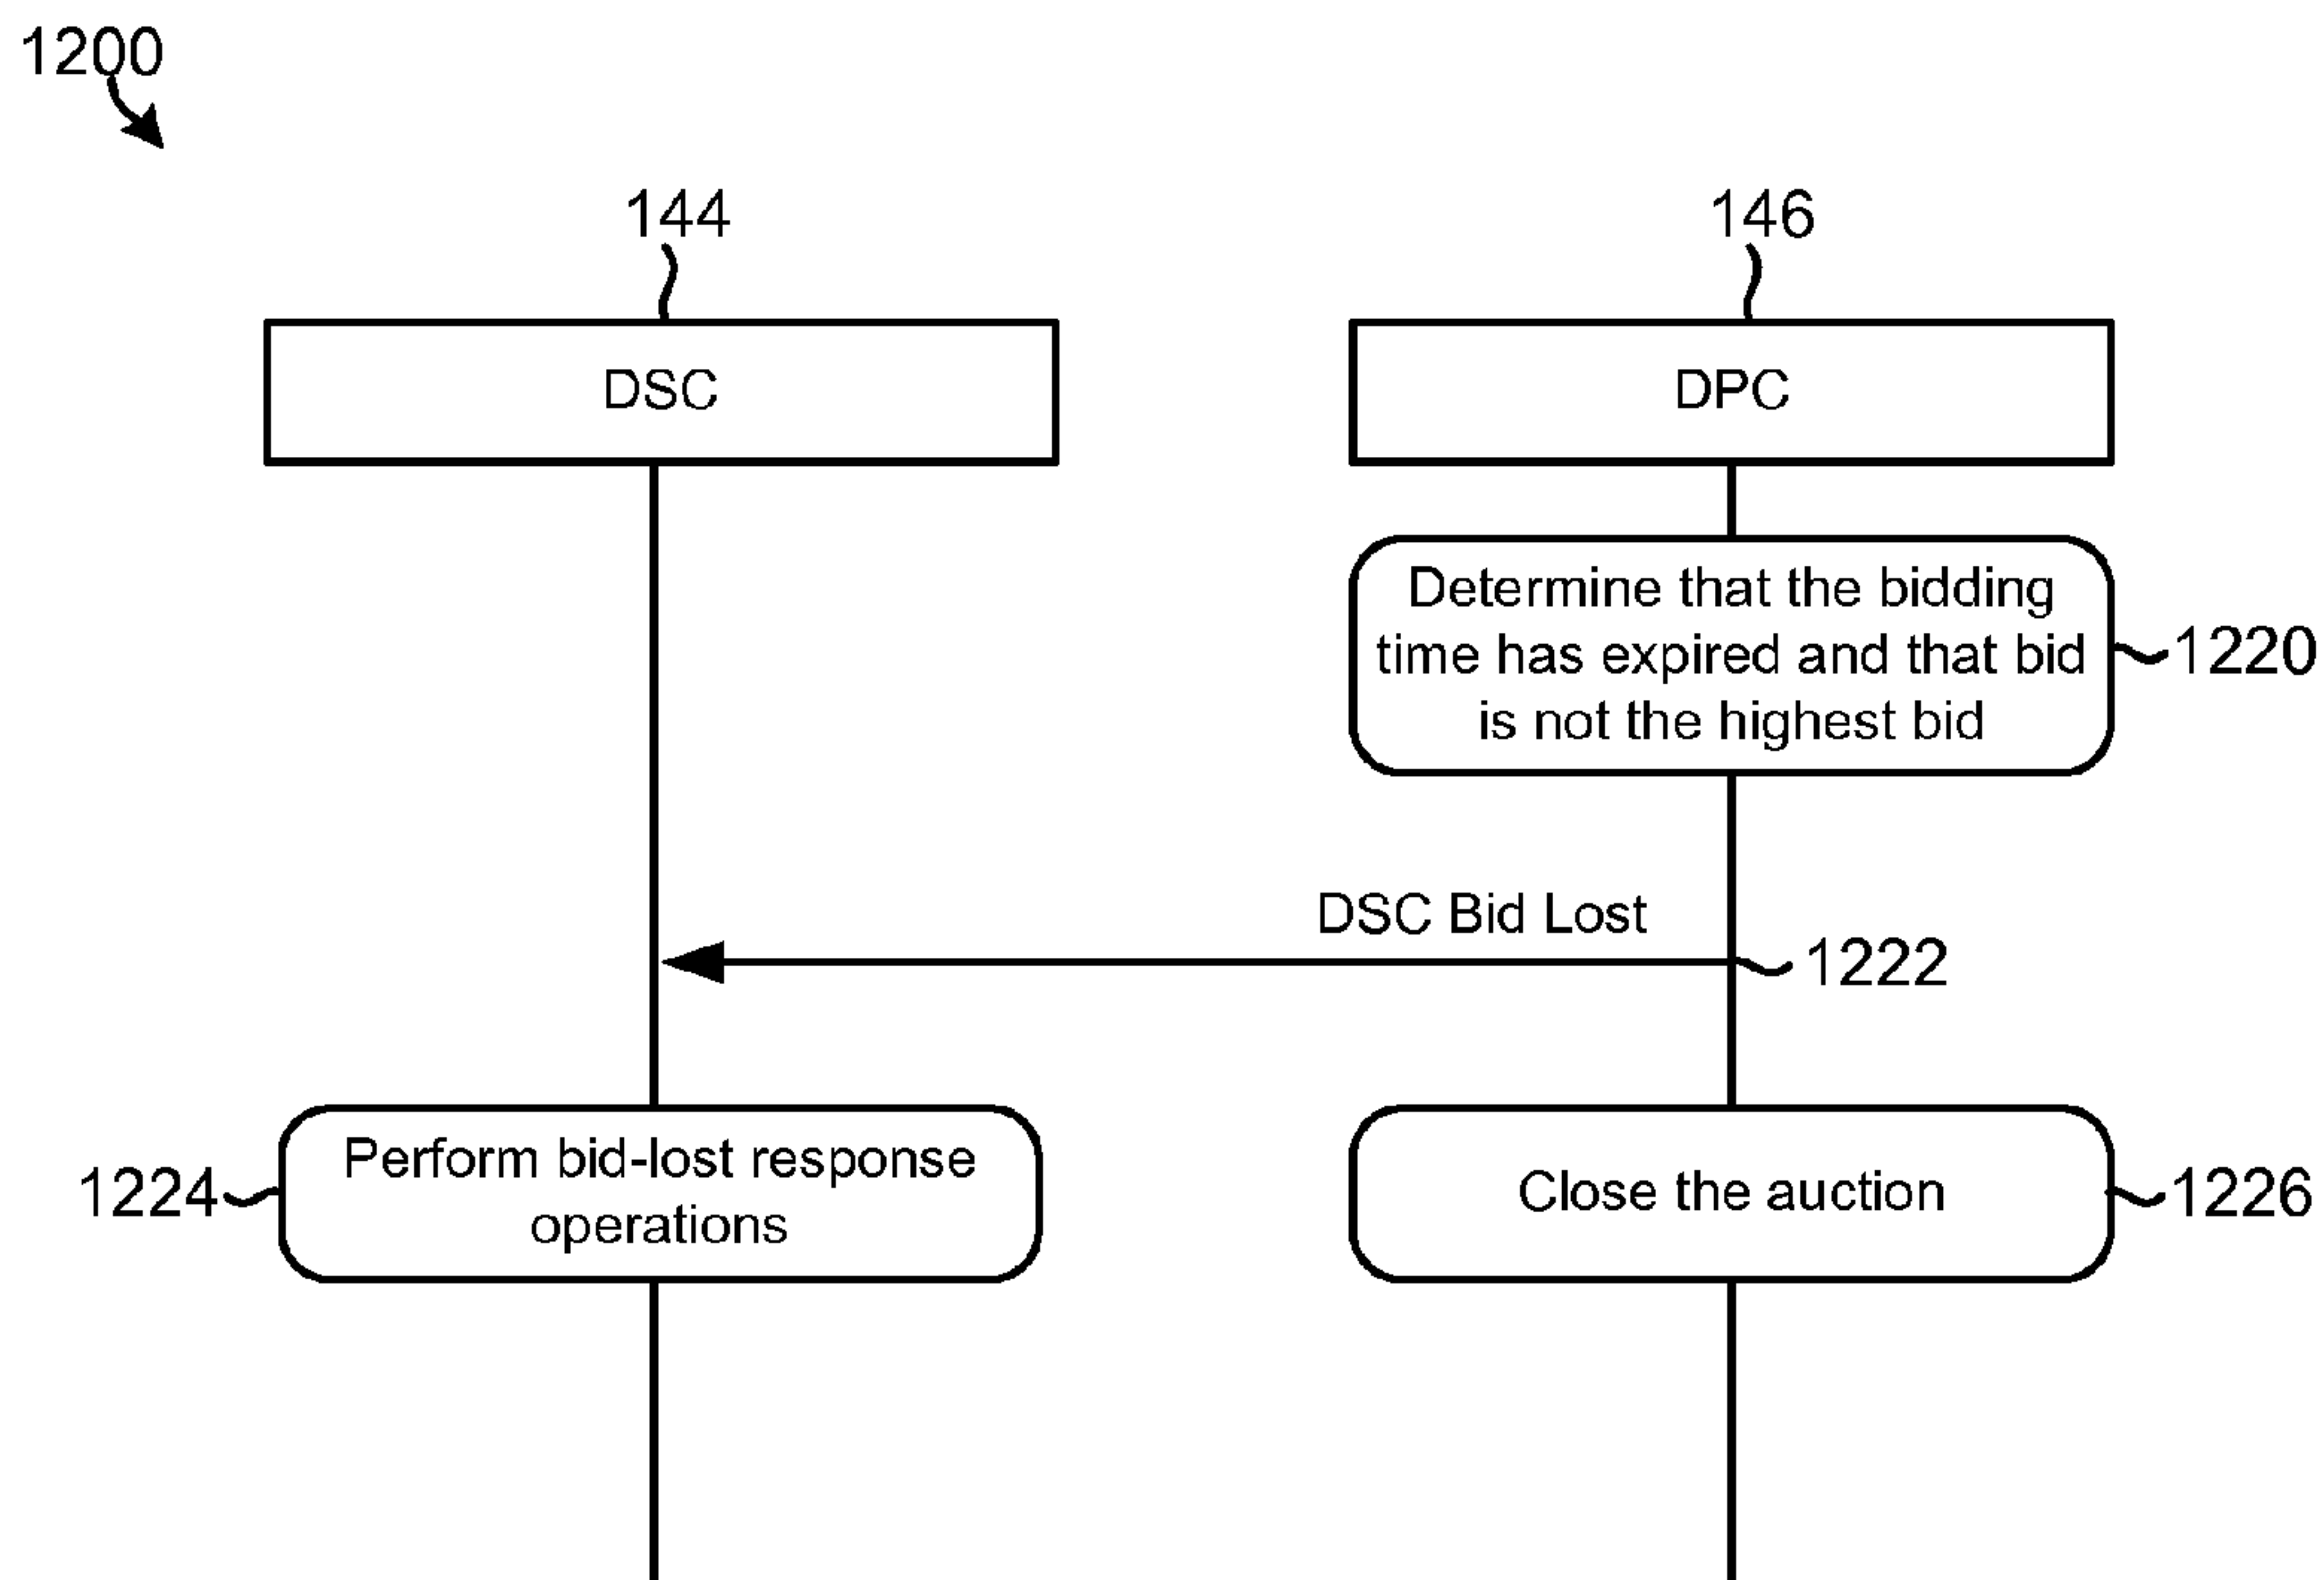 1200
144
146
DSC
DPC
Determine that the bidding
time has expired and that bid
is not the highest bid
1220
DSC Bid Lost
1222
1224
Perform bid-lost response
operations
Close the auction
1226